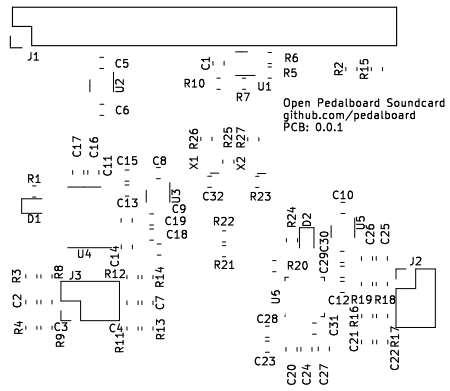 J1
C5
U2
C6
C1
R10
R7
U1
R6
R5
R2
R15
Open Pedalboard Soundcard
github.com/pedalboard
PCB: 0.0.1
R26
R25
R27
X1
X2
C17
C16
C11
C15
C13
C8
U3
C9
C19
C18
C32
R23
R1
D1
U4
C14
R22
R21
C10
R24
D2
U5
C30
C29
C26
C25
R20
J2
R3
R8
J3
R12
R14
C2
C7
R4
C3
R9
C4
R11
R13
U6
C12
R19
R18
C28
C31
R16
C21
R17
C22
C23
C20
C24
C27